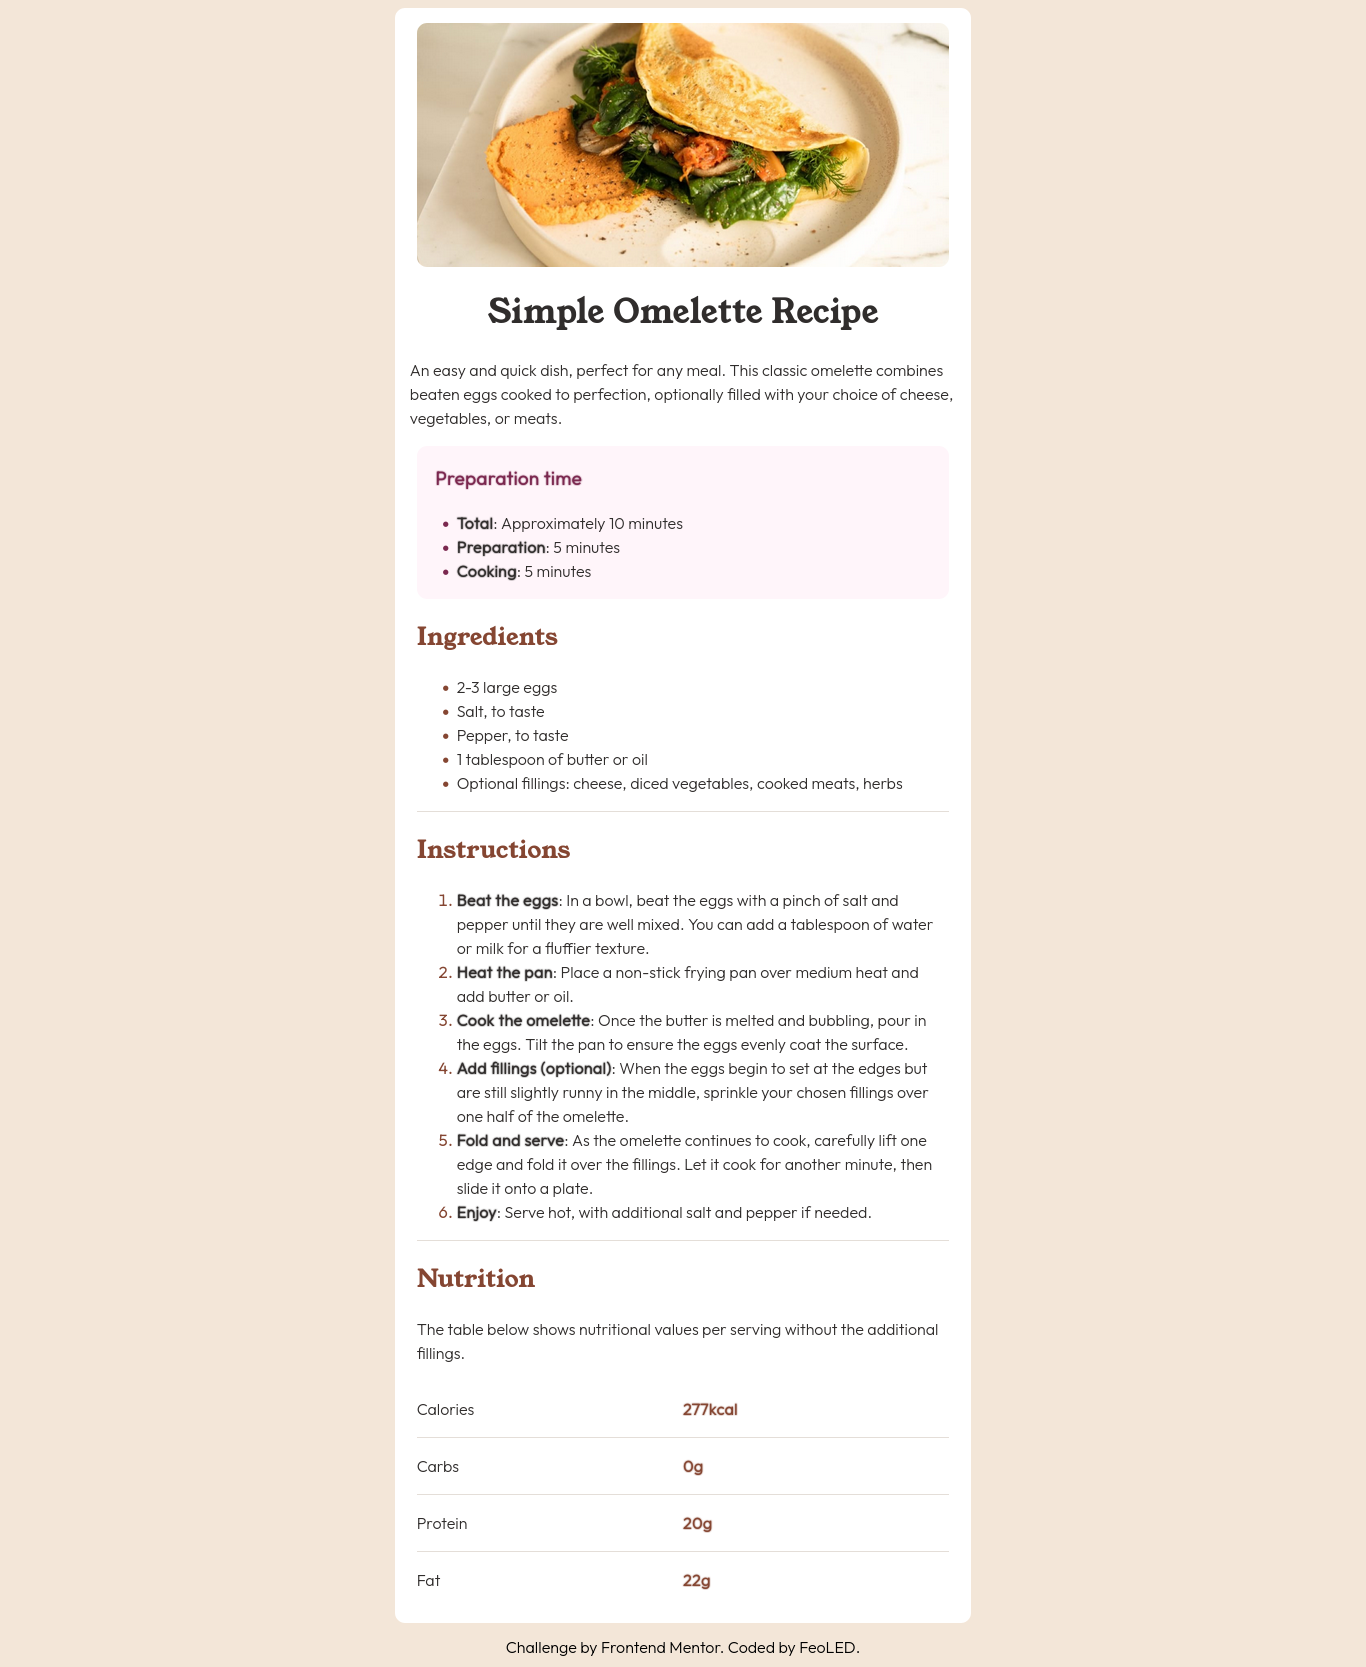 Simple Omelette Recipe
An easy and quick dish, perfect for any meal. This classic omelette combines
beaten eggs cooked to perfection, optionally filled with your choice of cheese,
vegetables, or meats.
Preparation time
• Total: Approximately 10 minutes
• Preparation: 5 minutes
• Cooking: 5 minutes
Ingredients
• 2-3 large eggs
• Salt, to taste
• Pepper, to taste
• 1 tablespoon of butter or oil
• Optional fillings: cheese, diced vegetables, cooked meats, herbs
Instructions
1. Beat the eggs: In a bowl, beat the eggs with a pinch of salt and
pepper until they are well mixed. You can add a tablespoon of water
or milk for a fluffier texture.
2. Heat the pan: Place a non-stick frying pan over medium heat and
add butter or oil.
3. Cook the omelette: Once the butter is melted and bubbling, pour in
the eggs. Tilt the pan to ensure the eggs evenly coat the surface.
4. Add fillings (optional): When the eggs begin to set at the edges but
are still slightly runny in the middle, sprinkle your chosen fillings over
one half of the omelette.
5. Fold and serve: As the omelette continues to cook, carefully lift one
edge and fold it over the fillings. Let it cook for another minute, then
slide it onto a plate.
6. Enjoy: Serve hot, with additional salt and pepper if needed.
Nutrition
The table below shows nutritional values per serving without the additional
fillings.
Calories 277kcal
Carbs 0g
Protein 20g
Fat 22g
Challenge by Frontend Mentor. Coded by FeoLED.